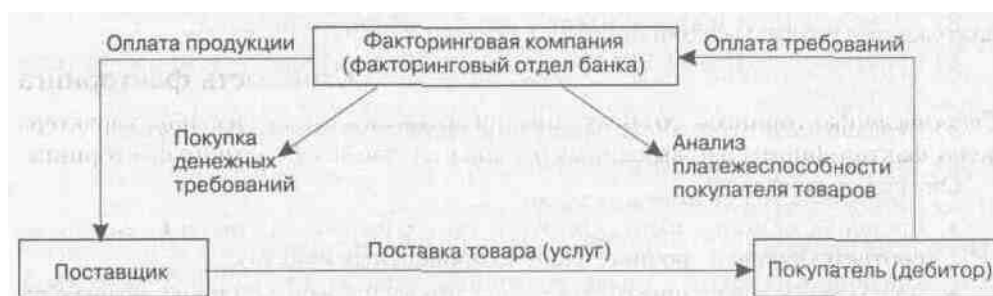 Оплата продукции
Факторинговая компания
(факторинговый отдел банка)
Оплата требований
Покупка
денежных
требований
Анализ
платежеспособности
покупателя товаров
Поставщик
Поставка товара (услуг)
Покупатель (дебитор)